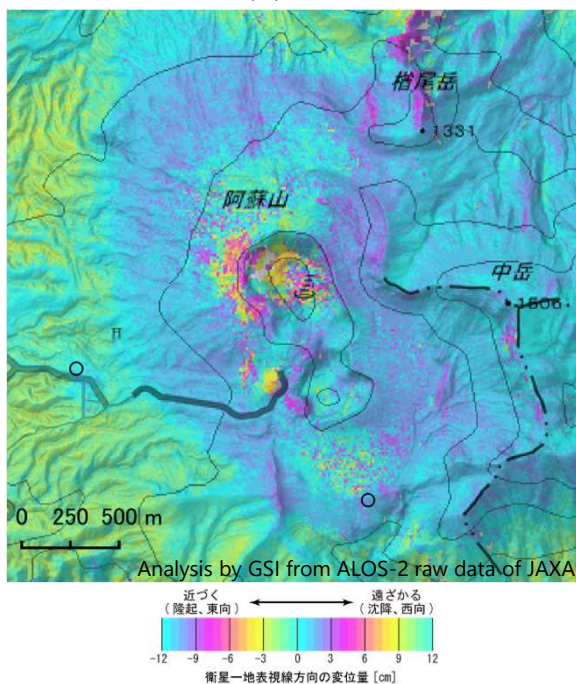 楢尾岳
1331
阿蘇山
中岳
1506
0 250 500 m
Analysis by GSI from ALOS-2 raw data of JAXA
近づく 遠ざかる
(隆起、東向) (沈降、西向)
-12 -9 -6 -3 0 3 6 9 12
衛星－地表視線方向の変位量 [cm]